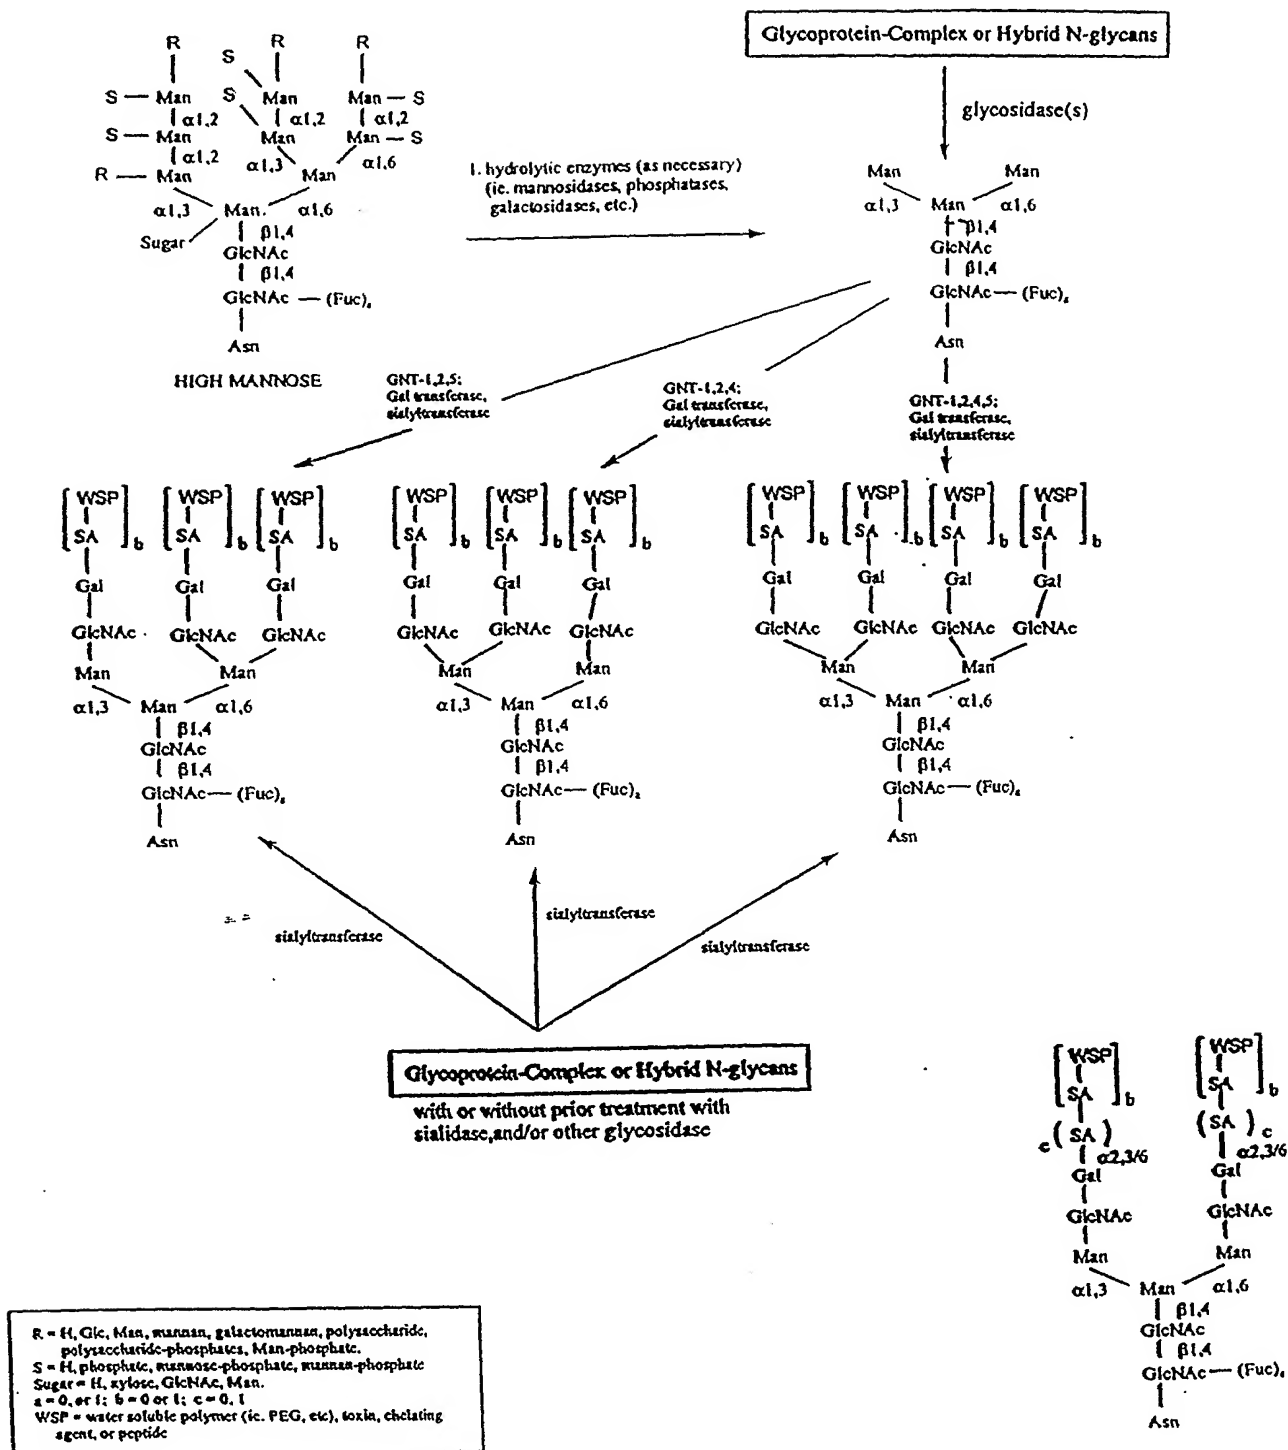 Glycoprotein-Complex or Hybrid N-glycans
glycosidase(s)
R S R R
S — Man S Man Man — S
α1,2 α1,2 α1,2
S — Man Man Man — S
α1,2 α1,3 α1,6
R — Man Man
α1,3 Man. α1,6
Sugar
β1,4
GlcNAc
β1,4
GlcNAc — (Fuc)ₐ
Asn
HIGH MANNOSE
1. hydrolytic enzymes (as necessary)
(ie. mannosidases, phosphatases,
galactosidases, etc.)
Man Man
α1,3 Man α1,6
β1,4
GlcNAc
β1,4
GlcNAc — (Fuc)ₐ
Asn
GNT-1,2,5;
Gal transferase,
sialyltransferase
GNT-1,2,4;
Gal transferase,
sialyltransferase
GNT-1,2,4,5;
Gal transferase,
sialyltransferase
[WSP SA]b [WSP SA]b [WSP SA]b
Gal Gal Gal
GlcNAc GlcNAc GlcNAc
Man Man
α1,3 Man α1,6
β1,4
GlcNAc
β1,4
GlcNAc — (Fuc)ₐ
Asn
[WSP SA]b [WSP SA]b [WSP SA]b
Gal Gal Gal
GlcNAc GlcNAc GlcNAc
Man Man
α1,3 Man α1,6
β1,4
GlcNAc
β1,4
GlcNAc — (Fuc)ₐ
Asn
[WSP SA]b [WSP SA]b [WSP SA]b [WSP SA]b
Gal Gal Gal Gal
GlcNAc GlcNAc GlcNAc GlcNAc
Man Man
α1,3 Man α1,6
β1,4
GlcNAc
β1,4
GlcNAc — (Fuc)ₐ
Asn
sialyltransferase
sialyltransferase
sialyltransferase
Glycoprotein-Complex or Hybrid N-glycans
with or without prior treatment with
sialidase,and/or other glycosidase
[WSP SA]b [WSP SA]b
c(SA) (SA)c
α2,3/6 α2,3/6
Gal Gal
GlcNAc GlcNAc
Man Man
α1,3 Man α1,6
β1,4
GlcNAc
β1,4
GlcNAc — (Fuc)ₐ
Asn
R = H, Glc, Man, mannan, galactomannan, polysaccharide,
polysaccharide-phosphates, Man-phosphate.
S = H, phosphate, mannose-phosphate, mannan-phosphate
Sugar = H, xylose, GlcNAc, Man.
a = 0, or 1; b = 0 or 1; c = 0, 1
WSP = water soluble polymer (ie. PEG, etc), toxin, chelating
agent, or peptide